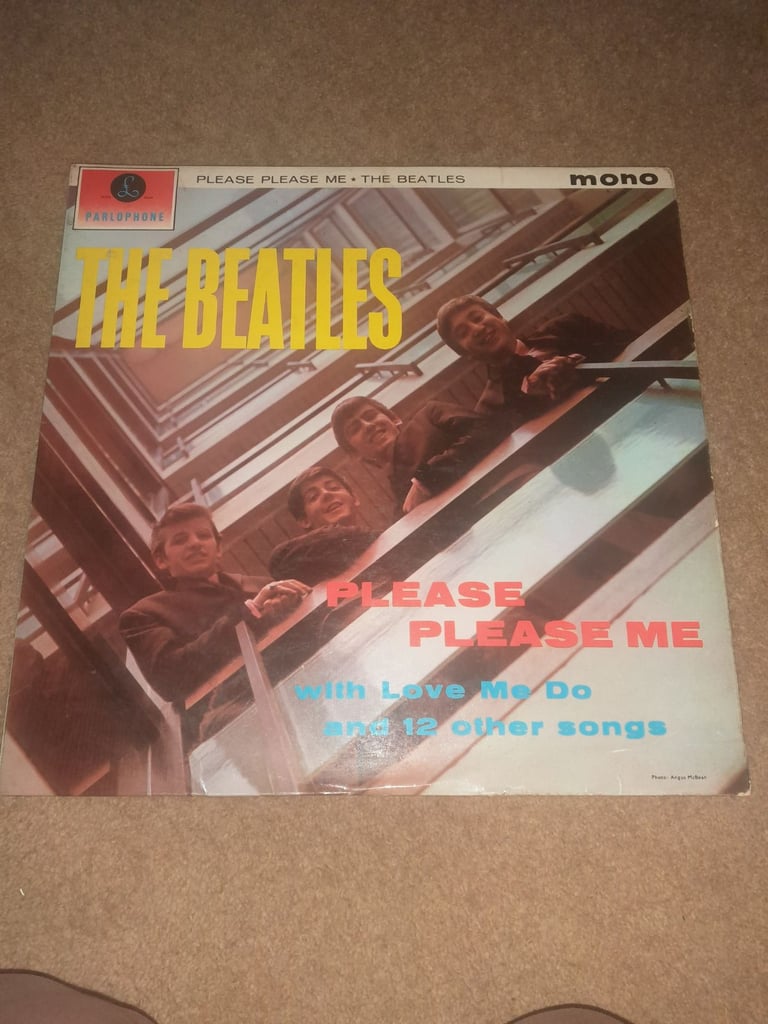 PLEASE PLEASE ME ★ THE BEATLES
mono
£
PARLOPHONE
THE BEATLES
PLEASE
PLEASE ME
with Love Me Do
and 12 other songs
Photo: Angus McBean